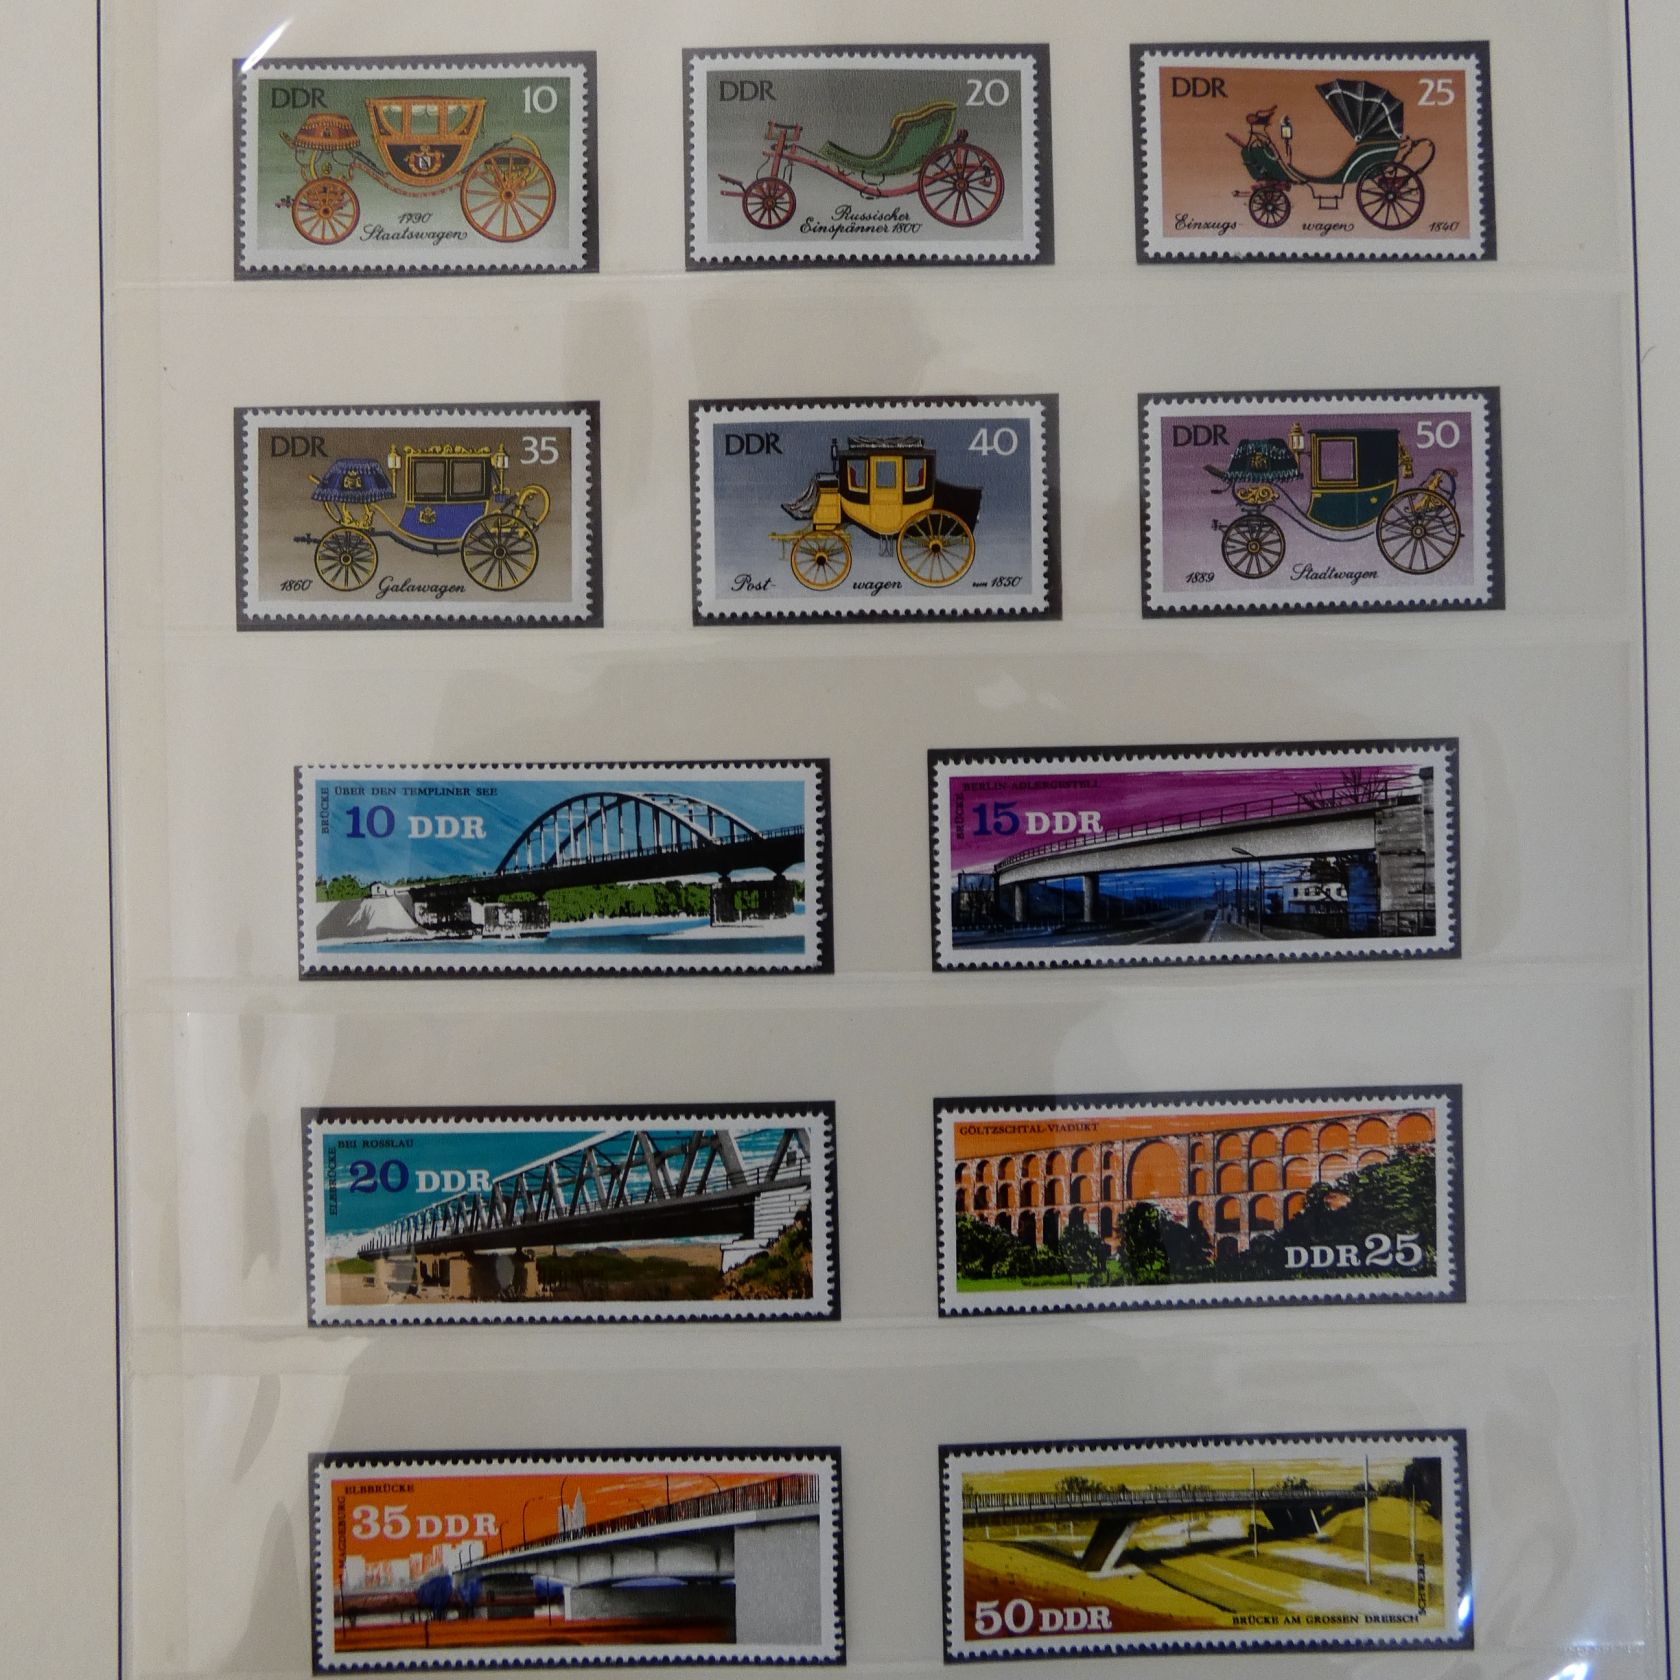 DDR 10
1790
Staatswagen
DDR 20
Russischer
Einspänner 1800
DDR 25
Einzugs- wagen 1840
DDR 35
1860 Galawagen
DDR 40
Post- wagen um 1850
DDR 50
1889 Stadtwagen
BRÜCKE ÜBER DEN TEMPLINER SEE
10 DDR
BRÜCKE BERLIN ADLERGESTELL
15 DDR
ELBEBRÜCKE BEI ROSSLAU
20 DDR
GÖLTZSCHTAL-VIADUKT
DDR 25
ELBBRÜCKE
MAGDEBURG
35 DDR
50 DDR
BRÜCKE AM GROSSEN DREESCH
SCHWERIN